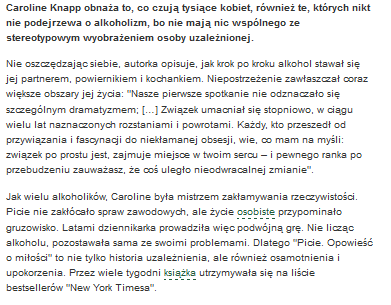 Caroline Knapp obnaża to, co czują tysiące kobiet, również te, których nikt
nie podejrzewa o alkoholizm, bo nie mają nic wspólnego ze
stereotypowym wyobrażeniem osoby uzależnionej.
Nie oszczędzając siebie, autorka opisuje, jak krok po kroku alkohol stawał się
jej partnerem, powiernikiem i kochankiem. Niepostrzeżenie zawłaszczał coraz
większe obszary jej życia: "Nasze pierwsze spotkanie nie odznaczało się
szczególnym dramatyzmem; [...] Związek umacniał się stopniowo, w ciągu
wielu lat naznaczonych rozstaniami i powrotami. Każdy, kto przeszedł od
przywiązania i fascynacji do niekłamanej obsesji, wie, co mam na myśli:
związek po prostu jest, zajmuje miejsce w twoim sercu – i pewnego ranka po
przebudzeniu zauważasz, że coś uległo nieodwracalnej zmianie".
Jak wielu alkoholików, Caroline była mistrzem zakłamywania rzeczywistości.
Picie nie zakłócało spraw zawodowych, ale życie osobiste przypominało
gruzowisko. Latami dziennikarka prowadziła więc podwójną grę. Nie licząc
alkoholu, pozostawała sama ze swoimi problemami. Dlatego "Picie. Opowieść
o miłości" to nie tylko historia uzależnienia, ale również osamotnienia i
upokorzenia. Przez wiele tygodni książka utrzymywała się na liście
bestsellerów "New York Timesa".